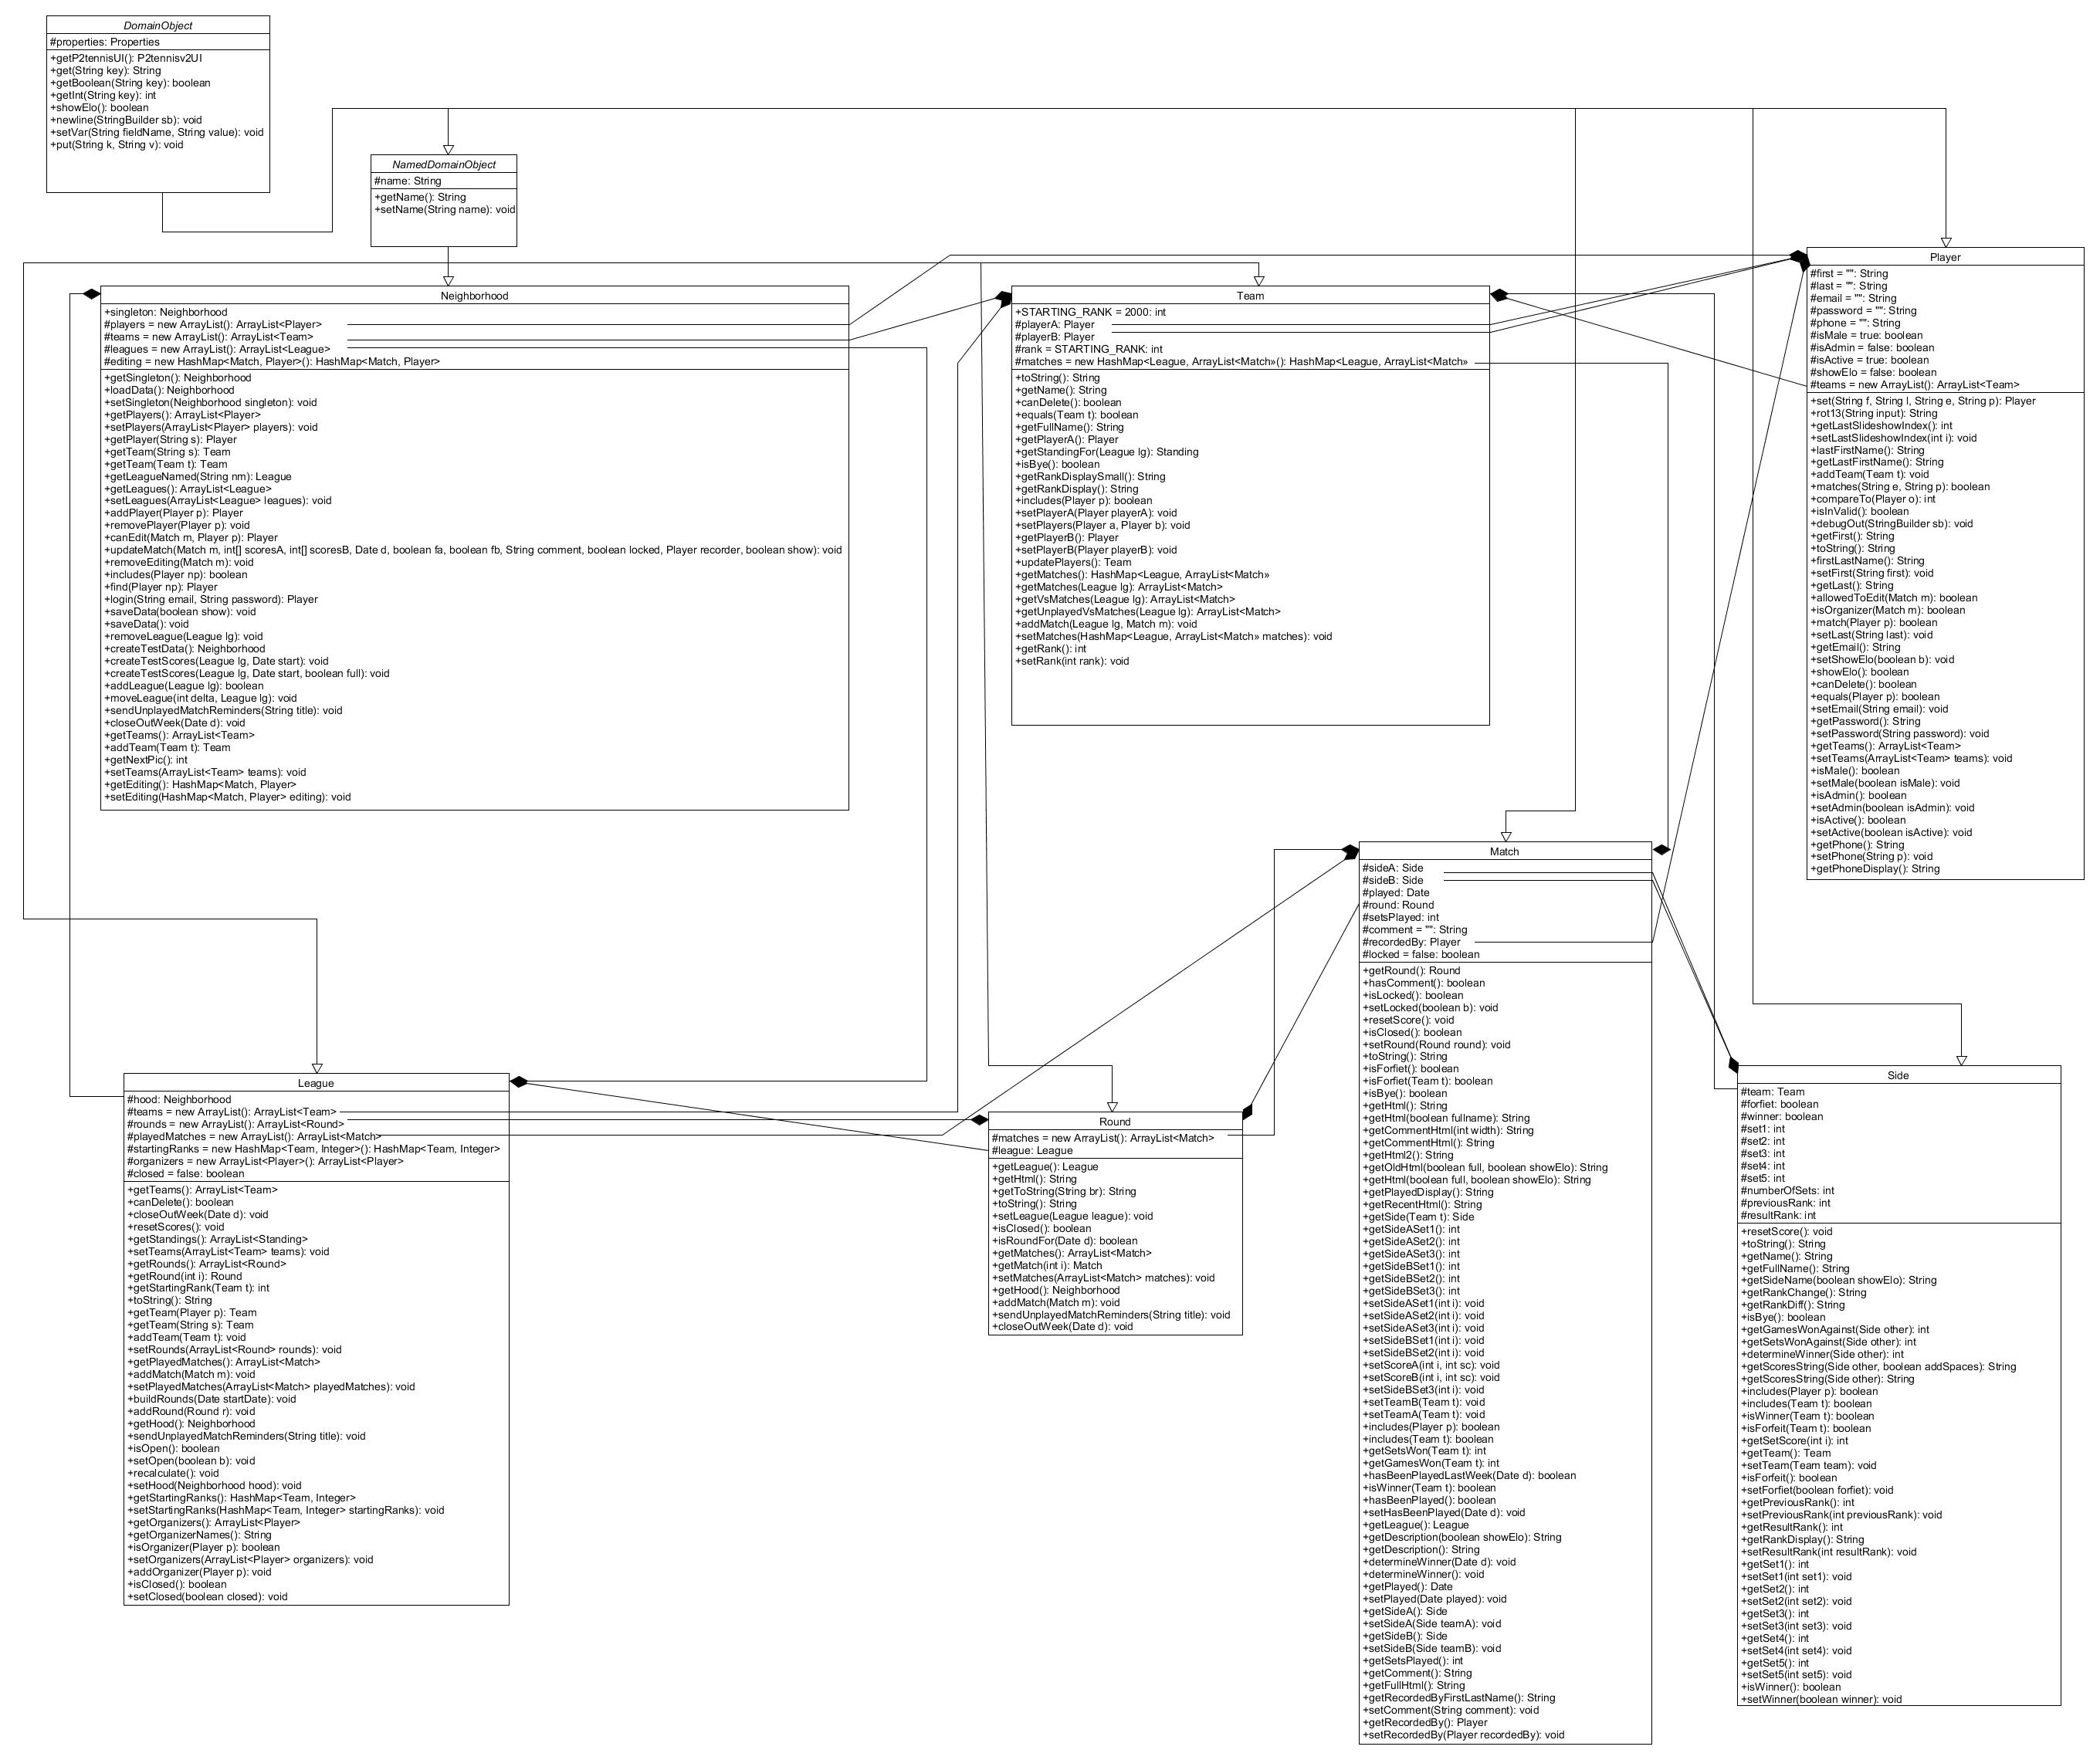 DomainObject
#properties: Properties
+getP2tennisUI(): P2tennisv2UI
+get(String key): String
+getBoolean(String key): boolean
+getInt(String key): int
+showElo(): boolean
+newline(StringBuilder sb): void
+setVar(String fieldName, String value): void
+put(String k, String v): void
NamedDomainObject
#name: String
+getName(): String
+setName(String name): void
Neighborhood
+singleton: Neighborhood
#players = new ArrayList(): ArrayList<Player>
#teams = new ArrayList(): ArrayList<Team>
#leagues = new ArrayList(): ArrayList<League>
#editing = new HashMap<Match, Player>(): HashMap<Match, Player>
+getSingleton(): Neighborhood
+loadData(): Neighborhood
+setSingleton(Neighborhood singleton): void
+getPlayers(): ArrayList<Player>
+setPlayers(ArrayList<Player> players): void
+getPlayer(String s): Player
+getTeam(String s): Team
+getTeam(Team t): Team
+getLeagueNamed(String nm): League
+getLeagues(): ArrayList<League>
+setLeagues(ArrayList<League> leagues): void
+addPlayer(Player p): Player
+removePlayer(Player p): void
+canEdit(Match m, Player p): Player
+updateMatch(Match m, int[] scoresA, int[] scoresB, Date d, boolean fa, boolean fb, String comment, boolean locked, Player recorder, boolean show): void
+removeEditing(Match m): void
+includes(Player np): boolean
+find(Player np): Player
+login(String email, String password): Player
+saveData(boolean show): void
+saveData(): void
+removeLeague(League lg): void
+createTestData(): Neighborhood
+createTestScores(League lg, Date start): void
+createTestScores(League lg, Date start, boolean full): void
+addLeague(League lg): boolean
+moveLeague(int delta, League lg): void
+sendUnplayedMatchReminders(String title): void
+closeOutWeek(Date d): void
+getTeams(): ArrayList<Team>
+addTeam(Team t): Team
+getNextPic(): int
+setTeams(ArrayList<Team> teams): void
+getEditing(): HashMap<Match, Player>
+setEditing(HashMap<Match, Player> editing): void
Team
+STARTING_RANK = 2000: int
#playerA: Player
#playerB: Player
#rank = STARTING_RANK: int
#matches = new HashMap<League, ArrayList<Match»(): HashMap<League, ArrayList<Match»
+toString(): String
+getName(): String
+canDelete(): boolean
+equals(Team t): boolean
+getFullName(): String
+getPlayerA(): Player
+getStandingFor(League lg): Standing
+isBye(): boolean
+getRankDisplaySmall(): String
+getRankDisplay(): String
+includes(Player p): boolean
+setPlayerA(Player playerA): void
+setPlayers(Player a, Player b): void
+getPlayerB(): Player
+setPlayerB(Player playerB): void
+updatePlayers(): Team
+getMatches(): HashMap<League, ArrayList<Match»
+getMatches(League lg): ArrayList<Match>
+getVsMatches(League lg): ArrayList<Match>
+getUnplayedVsMatches(League lg): ArrayList<Match>
+addMatch(League lg, Match m): void
+setMatches(HashMap<League, ArrayList<Match» matches): void
+getRank(): int
+setRank(int rank): void
Player
#first = "": String
#last = "": String
#email = "": String
#password = "": String
#phone = "": String
#isMale = true: boolean
#isAdmin = false: boolean
#isActive = true: boolean
#showElo = false: boolean
#teams = new ArrayList(): ArrayList<Team>
+set(String f, String l, String e, String p): Player
+rot13(String input): String
+getLastSlideshowIndex(): int
+setLastSlideshowIndex(int i): void
+lastFirstName(): String
+getLastFirstName(): String
+addTeam(Team t): void
+matches(String e, String p): boolean
+compareTo(Player o): int
+isInValid(): boolean
+debugOut(StringBuilder sb): void
+getFirst(): String
+toString(): String
+firstLastName(): String
+setFirst(String first): void
+getLast(): String
+allowedToEdit(Match m): boolean
+isOrganizer(Match m): boolean
+match(Player p): boolean
+setLast(String last): void
+getEmail(): String
+setShowElo(boolean b): void
+showElo(): boolean
+canDelete(): boolean
+equals(Player p): boolean
+setEmail(String email): void
+getPassword(): String
+setPassword(String password): void
+getTeams(): ArrayList<Team>
+setTeams(ArrayList<Team> teams): void
+isMale(): boolean
+setMale(boolean isMale): void
+isAdmin(): boolean
+setAdmin(boolean isAdmin): void
+isActive(): boolean
+setActive(boolean isActive): void
+getPhone(): String
+setPhone(String p): void
+getPhoneDisplay(): String
League
#hood: Neighborhood
#teams = new ArrayList(): ArrayList<Team>
#rounds = new ArrayList(): ArrayList<Round>
#playedMatches = new ArrayList(): ArrayList<Match>
#startingRanks = new HashMap<Team, Integer>(): HashMap<Team, Integer>
#organizers = new ArrayList<Player>(): ArrayList<Player>
#closed = false: boolean
+getTeams(): ArrayList<Team>
+canDelete(): boolean
+closeOutWeek(Date d): void
+resetScores(): void
+getStandings(): ArrayList<Standing>
+setTeams(ArrayList<Team> teams): void
+getRounds(): ArrayList<Round>
+getRound(int i): Round
+getStartingRank(Team t): int
+toString(): String
+getTeam(Player p): Team
+getTeam(String s): Team
+addTeam(Team t): void
+setRounds(ArrayList<Round> rounds): void
+getPlayedMatches(): ArrayList<Match>
+addMatch(Match m): void
+setPlayedMatches(ArrayList<Match> playedMatches): void
+buildRounds(Date startDate): void
+addRound(Round r): void
+getHood(): Neighborhood
+sendUnplayedMatchReminders(String title): void
+isOpen(): boolean
+setOpen(boolean b): void
+recalculate(): void
+setHood(Neighborhood hood): void
+getStartingRanks(): HashMap<Team, Integer>
+setStartingRanks(HashMap<Team, Integer> startingRanks): void
+getOrganizers(): ArrayList<Player>
+getOrganizerNames(): String
+isOrganizer(Player p): boolean
+setOrganizers(ArrayList<Player> organizers): void
+addOrganizer(Player p): void
+isClosed(): boolean
+setClosed(boolean closed): void
Round
#matches = new ArrayList(): ArrayList<Match>
#league: League
+getLeague(): League
+getHtml(): String
+getToString(String br): String
+toString(): String
+setLeague(League league): void
+isClosed(): boolean
+isRoundFor(Date d): boolean
+getMatches(): ArrayList<Match>
+getMatch(int i): Match
+setMatches(ArrayList<Match> matches): void
+getHood(): Neighborhood
+addMatch(Match m): void
+sendUnplayedMatchReminders(String title): void
+closeOutWeek(Date d): void
Match
#sideA: Side
#sideB: Side
#played: Date
#round: Round
#setsPlayed: int
#comment = "": String
#recordedBy: Player
#locked = false: boolean
+getRound(): Round
+hasComment(): boolean
+isLocked(): boolean
+setLocked(boolean b): void
+resetScore(): void
+isClosed(): boolean
+setRound(Round round): void
+toString(): String
+isForfiet(): boolean
+isForfiet(Team t): boolean
+isBye(): boolean
+getHtml(): String
+getHtml(boolean fullname): String
+getCommentHtml(int width): String
+getCommentHtml(): String
+getHtml2(): String
+getOldHtml(boolean full, boolean showElo): String
+getHtml(boolean full, boolean showElo): String
+getPlayedDisplay(): String
+getRecentHtml(): String
+getSide(Team t): Side
+getSideASet1(): int
+getSideASet2(): int
+getSideASet3(): int
+getSideBSet1(): int
+getSideBSet2(): int
+getSideBSet3(): int
+setSideASet1(int i): void
+setSideASet2(int i): void
+setSideASet3(int i): void
+setSideBSet1(int i): void
+setSideBSet2(int i): void
+setScoreA(int i, int sc): void
+setScoreB(int i, int sc): void
+setSideBSet3(int i): void
+setTeamB(Team t): void
+setTeamA(Team t): void
+includes(Player p): boolean
+includes(Team t): boolean
+getSetsWon(Team t): int
+getGamesWon(Team t): int
+hasBeenPlayedLastWeek(Date d): boolean
+isWinner(Team t): boolean
+hasBeenPlayed(): boolean
+setHasBeenPlayed(Date d): void
+getLeague(): League
+getDescription(boolean showElo): String
+getDescription(): String
+determineWinner(Date d): void
+determineWinner(): void
+getPlayed(): Date
+setPlayed(Date played): void
+getSideA(): Side
+setSideA(Side teamA): void
+getSideB(): Side
+setSideB(Side teamB): void
+getSetsPlayed(): int
+getComment(): String
+getFullHtml(): String
+getRecordedByFirstLastName(): String
+setComment(String comment): void
+getRecordedBy(): Player
+setRecordedBy(Player recordedBy): void
Side
#team: Team
#forfiet: boolean
#winner: boolean
#set1: int
#set2: int
#set3: int
#set4: int
#set5: int
#numberOfSets: int
#previousRank: int
#resultRank: int
+resetScore(): void
+toString(): String
+getName(): String
+getFullName(): String
+getSideName(boolean showElo): String
+getRankChange(): String
+getRankDiff(): String
+isBye(): boolean
+getGamesWonAgainst(Side other): int
+getSetsWonAgainst(Side other): int
+determineWinner(Side other): int
+getScoresString(Side other, boolean addSpaces): String
+getScoresString(Side other): String
+includes(Player p): boolean
+includes(Team t): boolean
+isWinner(Team t): boolean
+isForfeit(Team t): boolean
+getSetScore(int i): int
+getTeam(): Team
+setTeam(Team team): void
+isForfeit(): boolean
+setForfiet(boolean forfiet): void
+getPreviousRank(): int
+setPreviousRank(int previousRank): void
+getResultRank(): int
+getRankDisplay(): String
+setResultRank(int resultRank): void
+getSet1(): int
+setSet1(int set1): void
+getSet2(): int
+setSet2(int set2): void
+getSet3(): int
+setSet3(int set3): void
+getSet4(): int
+setSet4(int set4): void
+getSet5(): int
+setSet5(int set5): void
+isWinner(): boolean
+setWinner(boolean winner): void